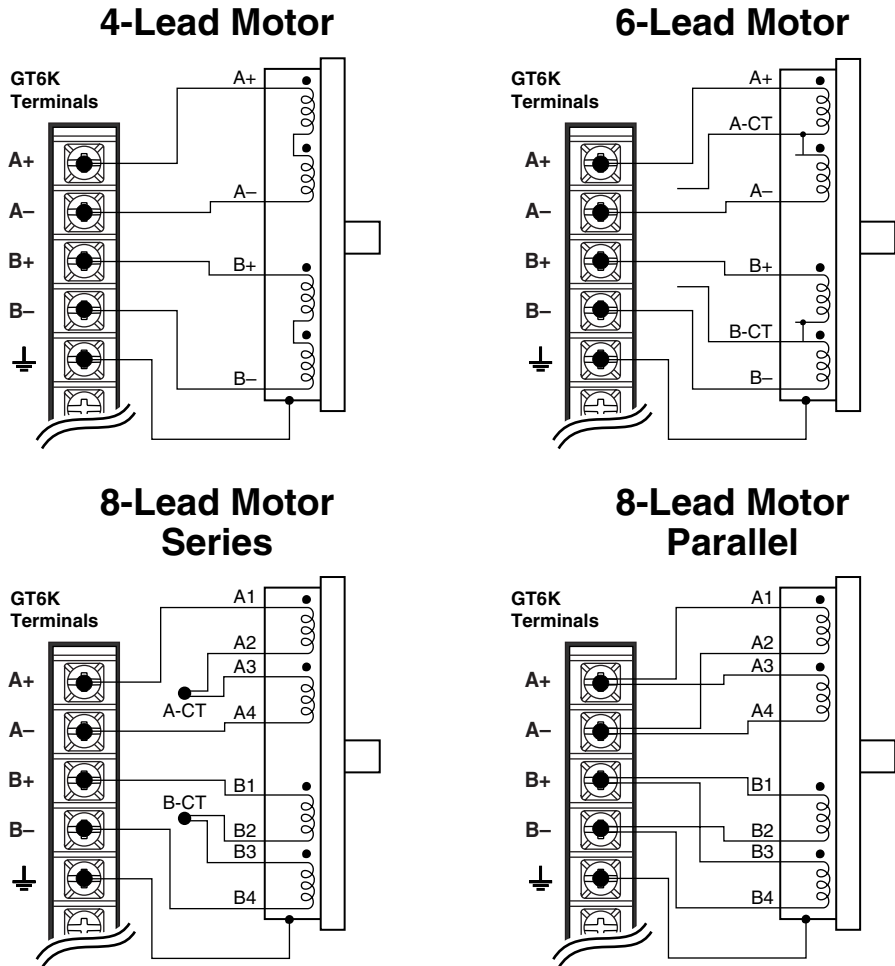 4-Lead Motor
GT6K
Terminals
A+
A–
B+
B–
A+
A–
B+
B–
6-Lead Motor
GT6K
Terminals
A+
A–
B+
B–
A+
A-CT
A–
B+
B-CT
B–
8-Lead Motor
Series
GT6K
Terminals
A+
A–
B+
B–
A1
A2
A3
A-CT
A4
B1
B-CT
B2
B3
B4
8-Lead Motor
Parallel
GT6K
Terminals
A+
A–
B+
B–
A1
A2
A3
A4
B1
B2
B3
B4